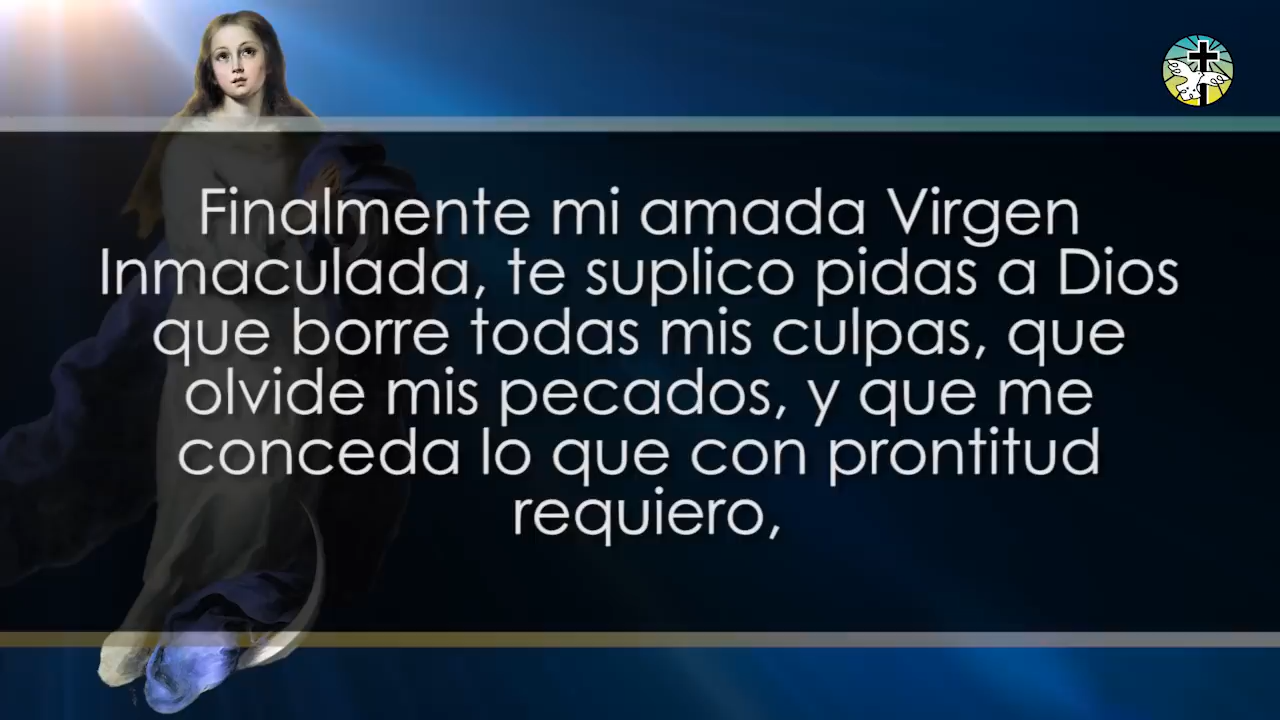 Finalmente mi amada Virgen
Inmaculada, te suplico pidas a Dios
que borre todas mis culpas, que
olvide mis pecados, y que me
conceda lo que con prontitud
requiero,